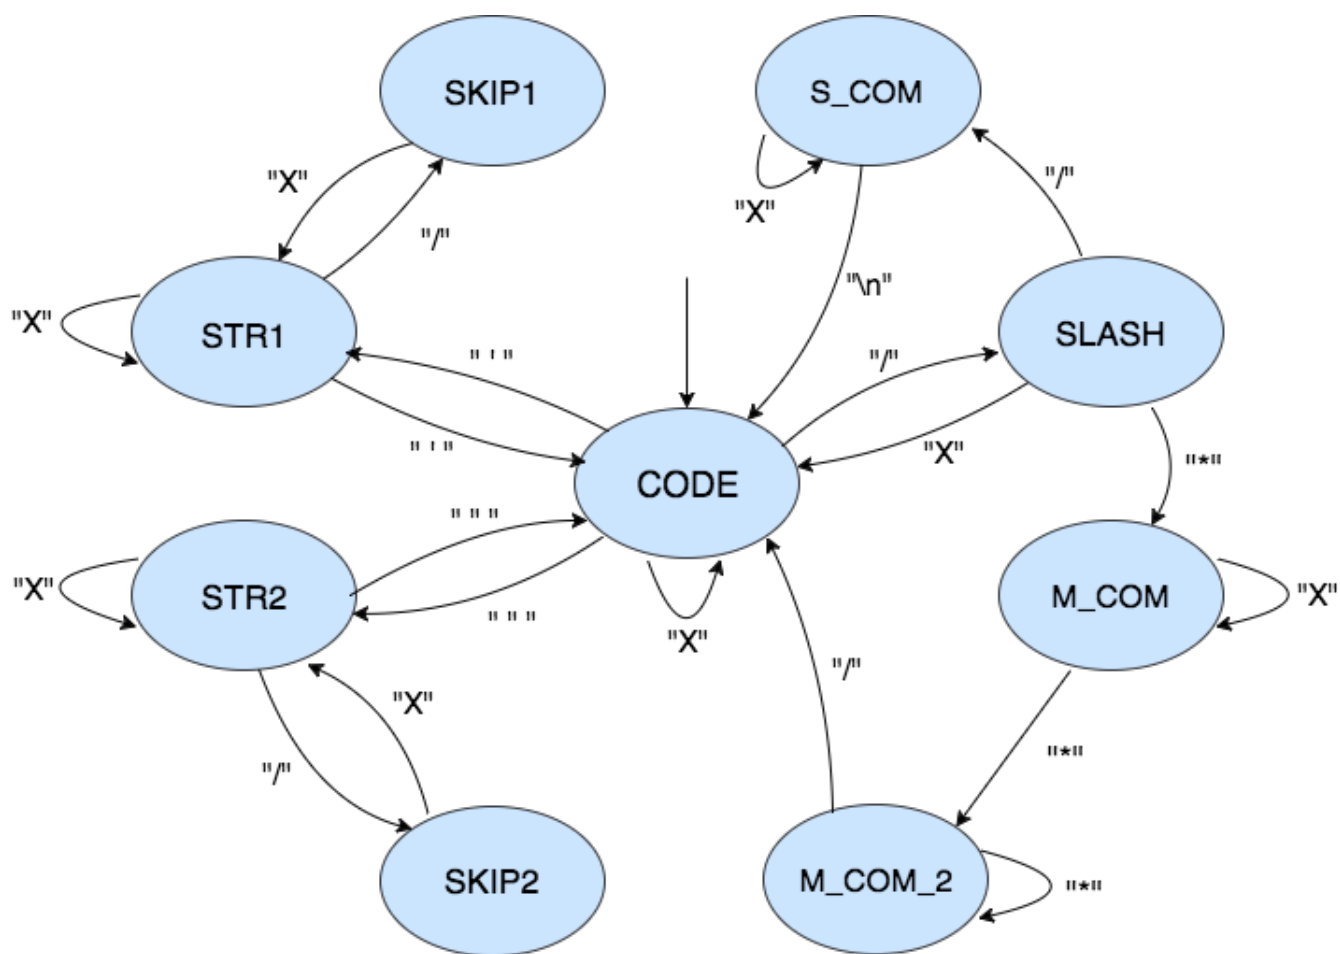 SKIP1
S_COM
"X"
"/"
"X"
"/"
"X"
STR1
"\n"
SLASH
" ' "
"/"
" ' "
"X"
"*"
CODE
" " "
"X"
STR2
" " "
"X"
M_COM
"X"
"X"
"/"
"/"
"*"
SKIP2
M_COM_2
"*"